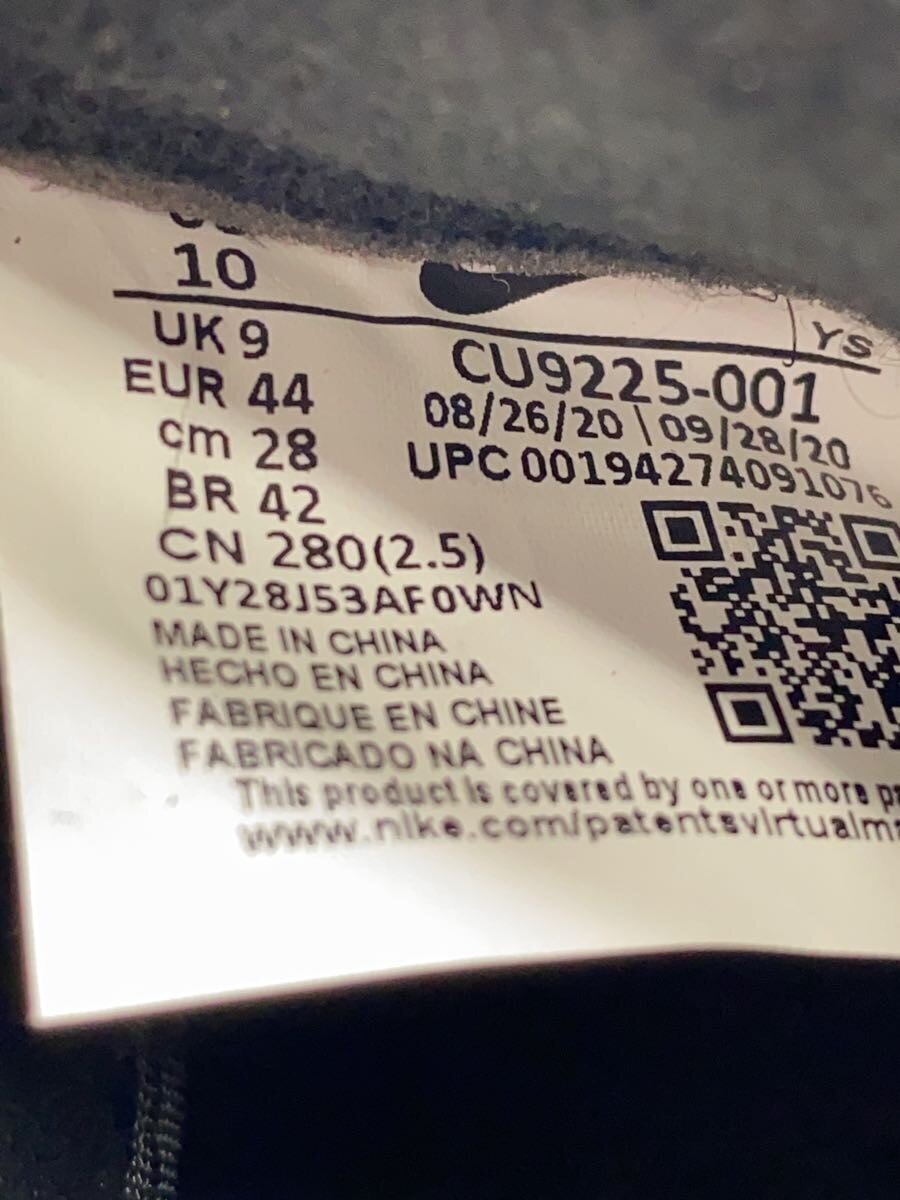 10
YS
UK 9
EUR 44
cm 28
BR 42
CN 280(2.5)
CU9225-001
08/26/20 \ 09/28/20
UPC 00194274091076
01Y28J53AF0WN
MADE IN CHINA
HECHO EN CHINA
FABRIQUE EN CHINE
FABRICADO NA CHINA
This product is covered by one or more
www.nike.com/patents